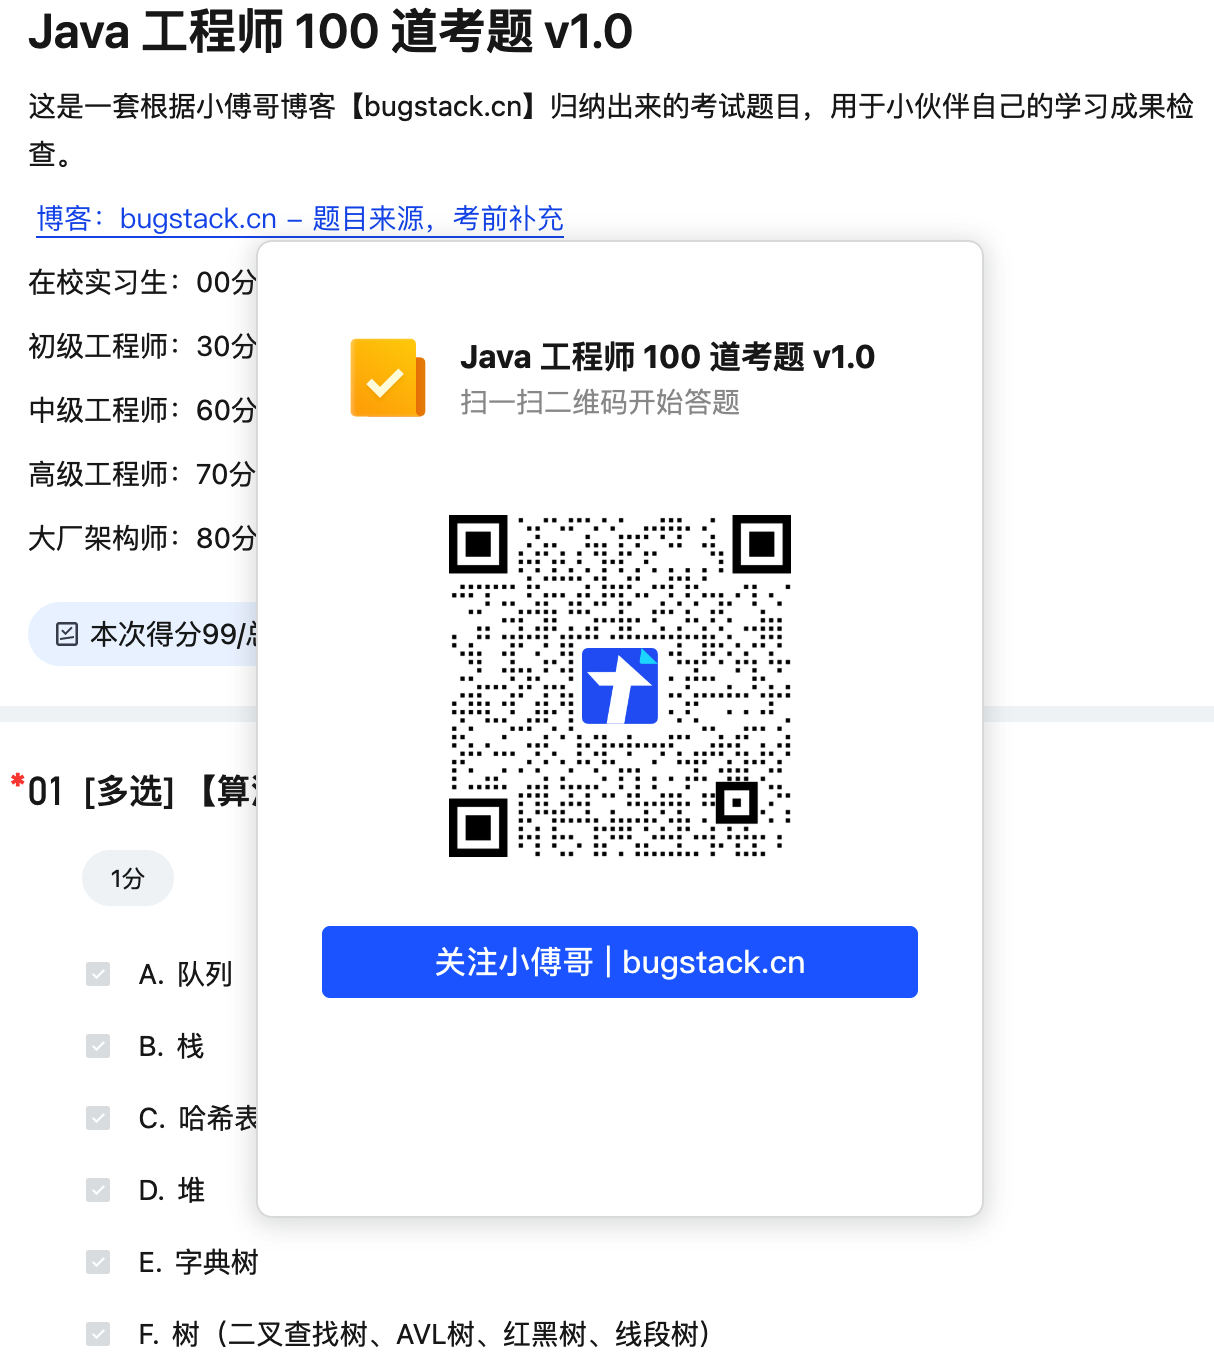 Java 工程师 100 道考题 v1.0
这是一套根据小傅哥博客【bugstack.cn】归纳出来的考试题目，用于小伙伴自己的学习成果检
查。
博客：bugstack.cn – 题目来源，考前补充
在校实习生：00分
初级工程师：30分
中级工程师：60分
高级工程师：70分
大厂架构师：80分
本次得分99/总
*01 [多选] 【算法
1分
A. 队列
B. 栈
C. 哈希表
D. 堆
E. 字典树
F. 树（二叉查找树、AVL树、红黑树、线段树）
Java 工程师 100 道考题 v1.0
扫一扫二维码开始答题
关注小傅哥 | bugstack.cn